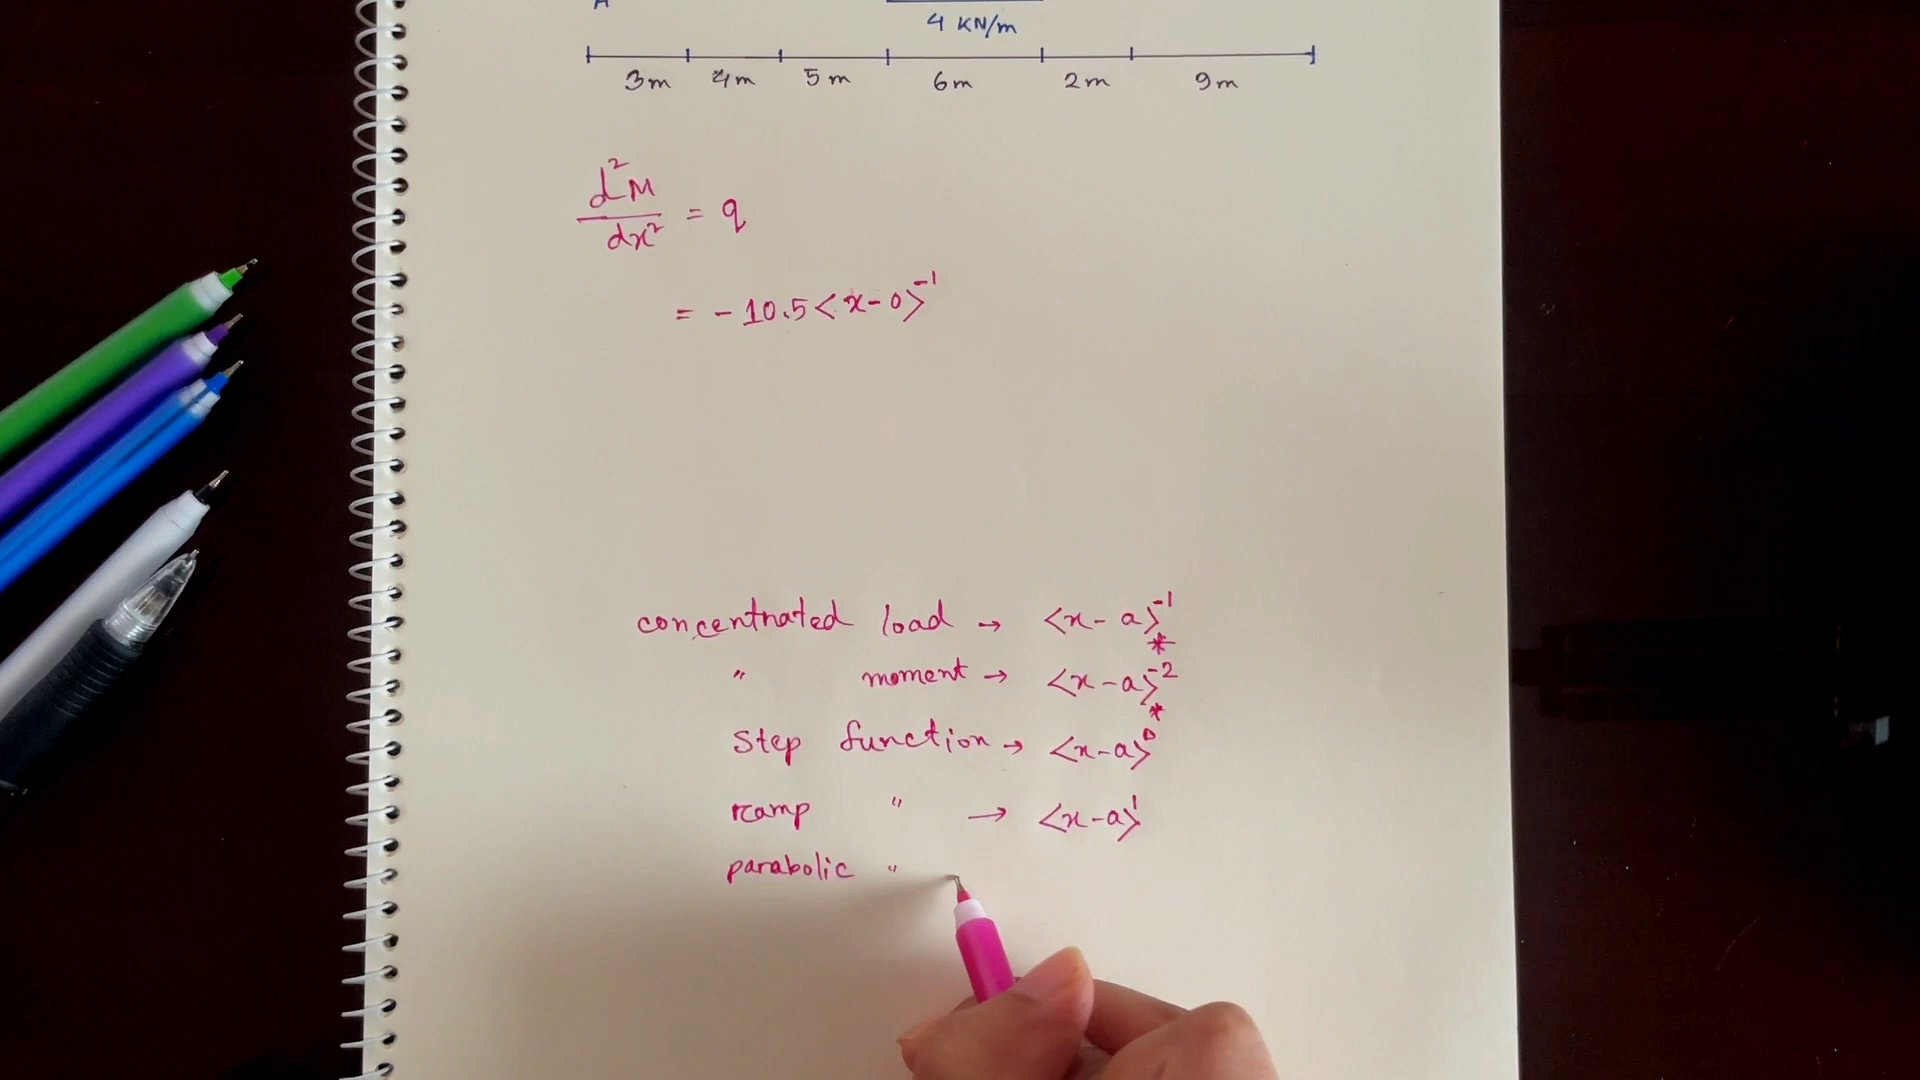 4 KN/m
3m 4m 5m 6m 2m 9m
d²M
dx² = q
= - 10.5<x-0>⁻¹
concentrated load → <x-a>⁻¹
*
" moment → <x-a>⁻²
*
step function → <x-a>⁰
ramp " → <x-a>¹
parabolic "